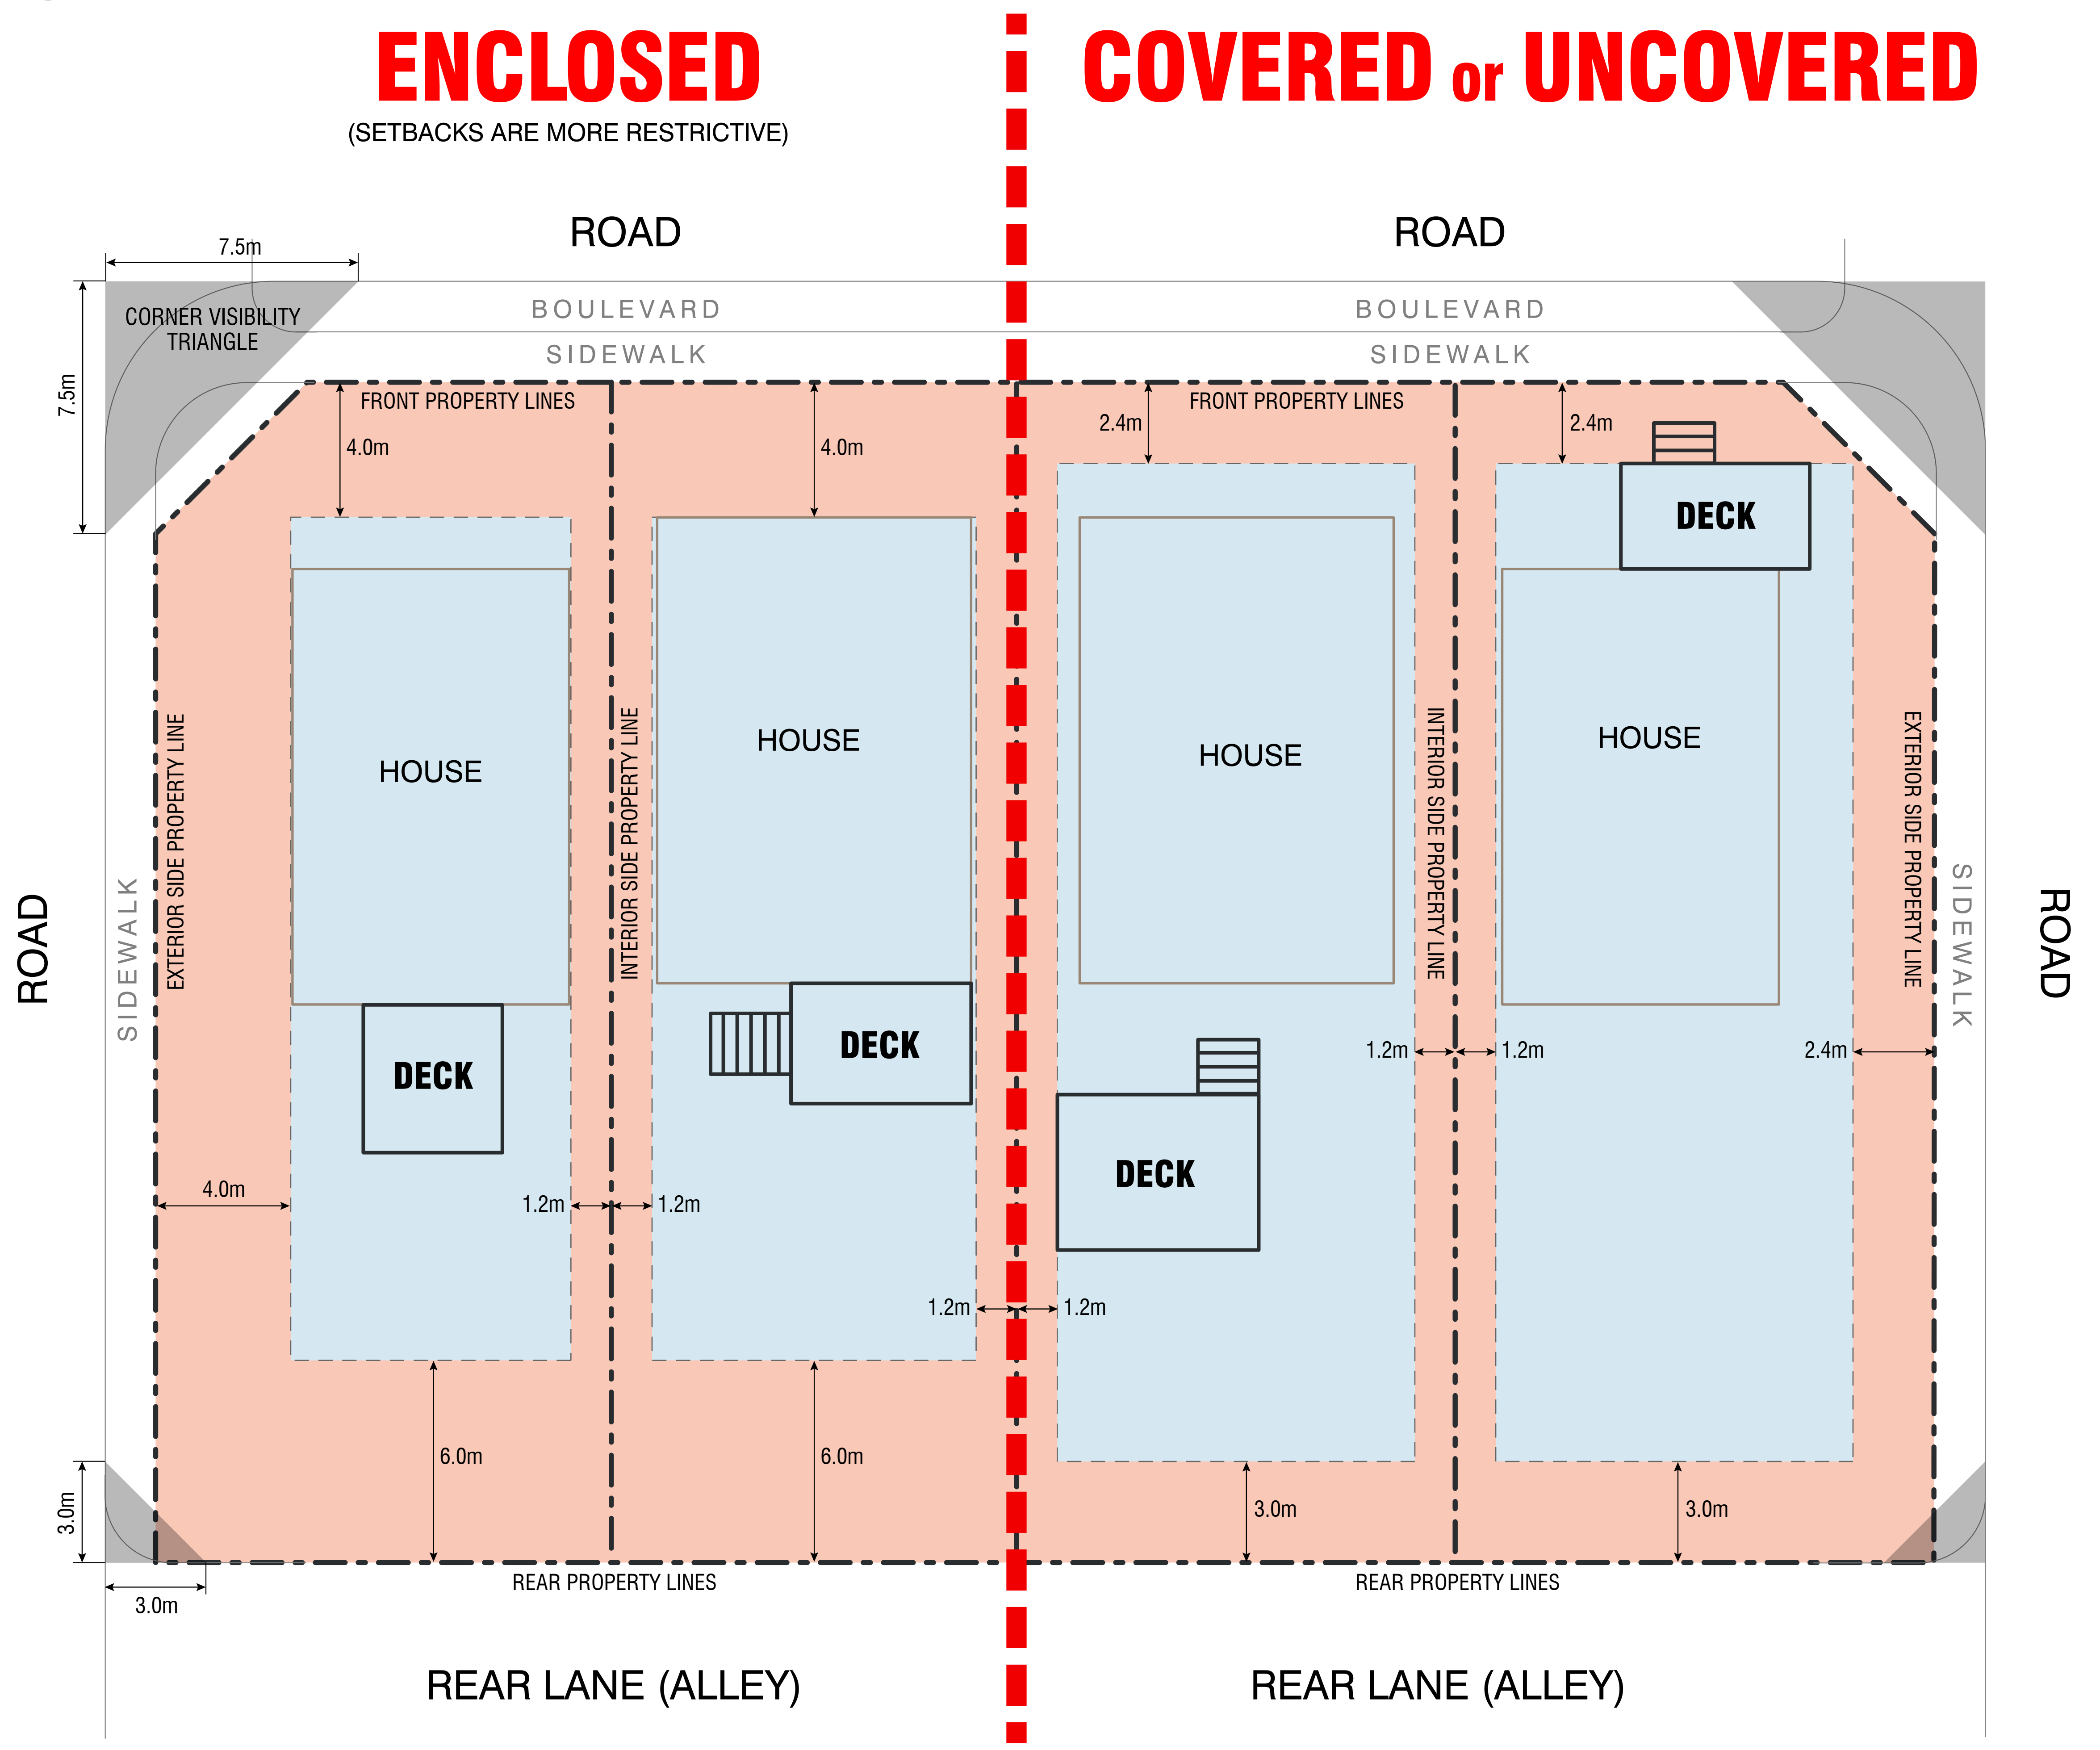 ENCLOSED
(SETBACKS ARE MORE RESTRICTIVE)
COVERED or UNCOVERED
ROAD
ROAD
7.5m
7.5m
CORNER VISIBILITY
TRIANGLE
BOULEVARD
BOULEVARD
SIDEWALK
SIDEWALK
FRONT PROPERTY LINES
FRONT PROPERTY LINES
4.0m
4.0m
2.4m
2.4m
DECK
HOUSE
HOUSE
HOUSE
HOUSE
EXTERIOR SIDE PROPERTY LINE
INTERIOR SIDE PROPERTY LINE
INTERIOR SIDE PROPERTY LINE
EXTERIOR SIDE PROPERTY LINE
ROAD
SIDEWALK
SIDEWALK
ROAD
DECK
DECK
1.2m
1.2m
2.4m
DECK
4.0m
1.2m
1.2m
1.2m
1.2m
6.0m
6.0m
3.0m
3.0m
3.0m
3.0m
REAR PROPERTY LINES
REAR PROPERTY LINES
REAR LANE (ALLEY)
REAR LANE (ALLEY)